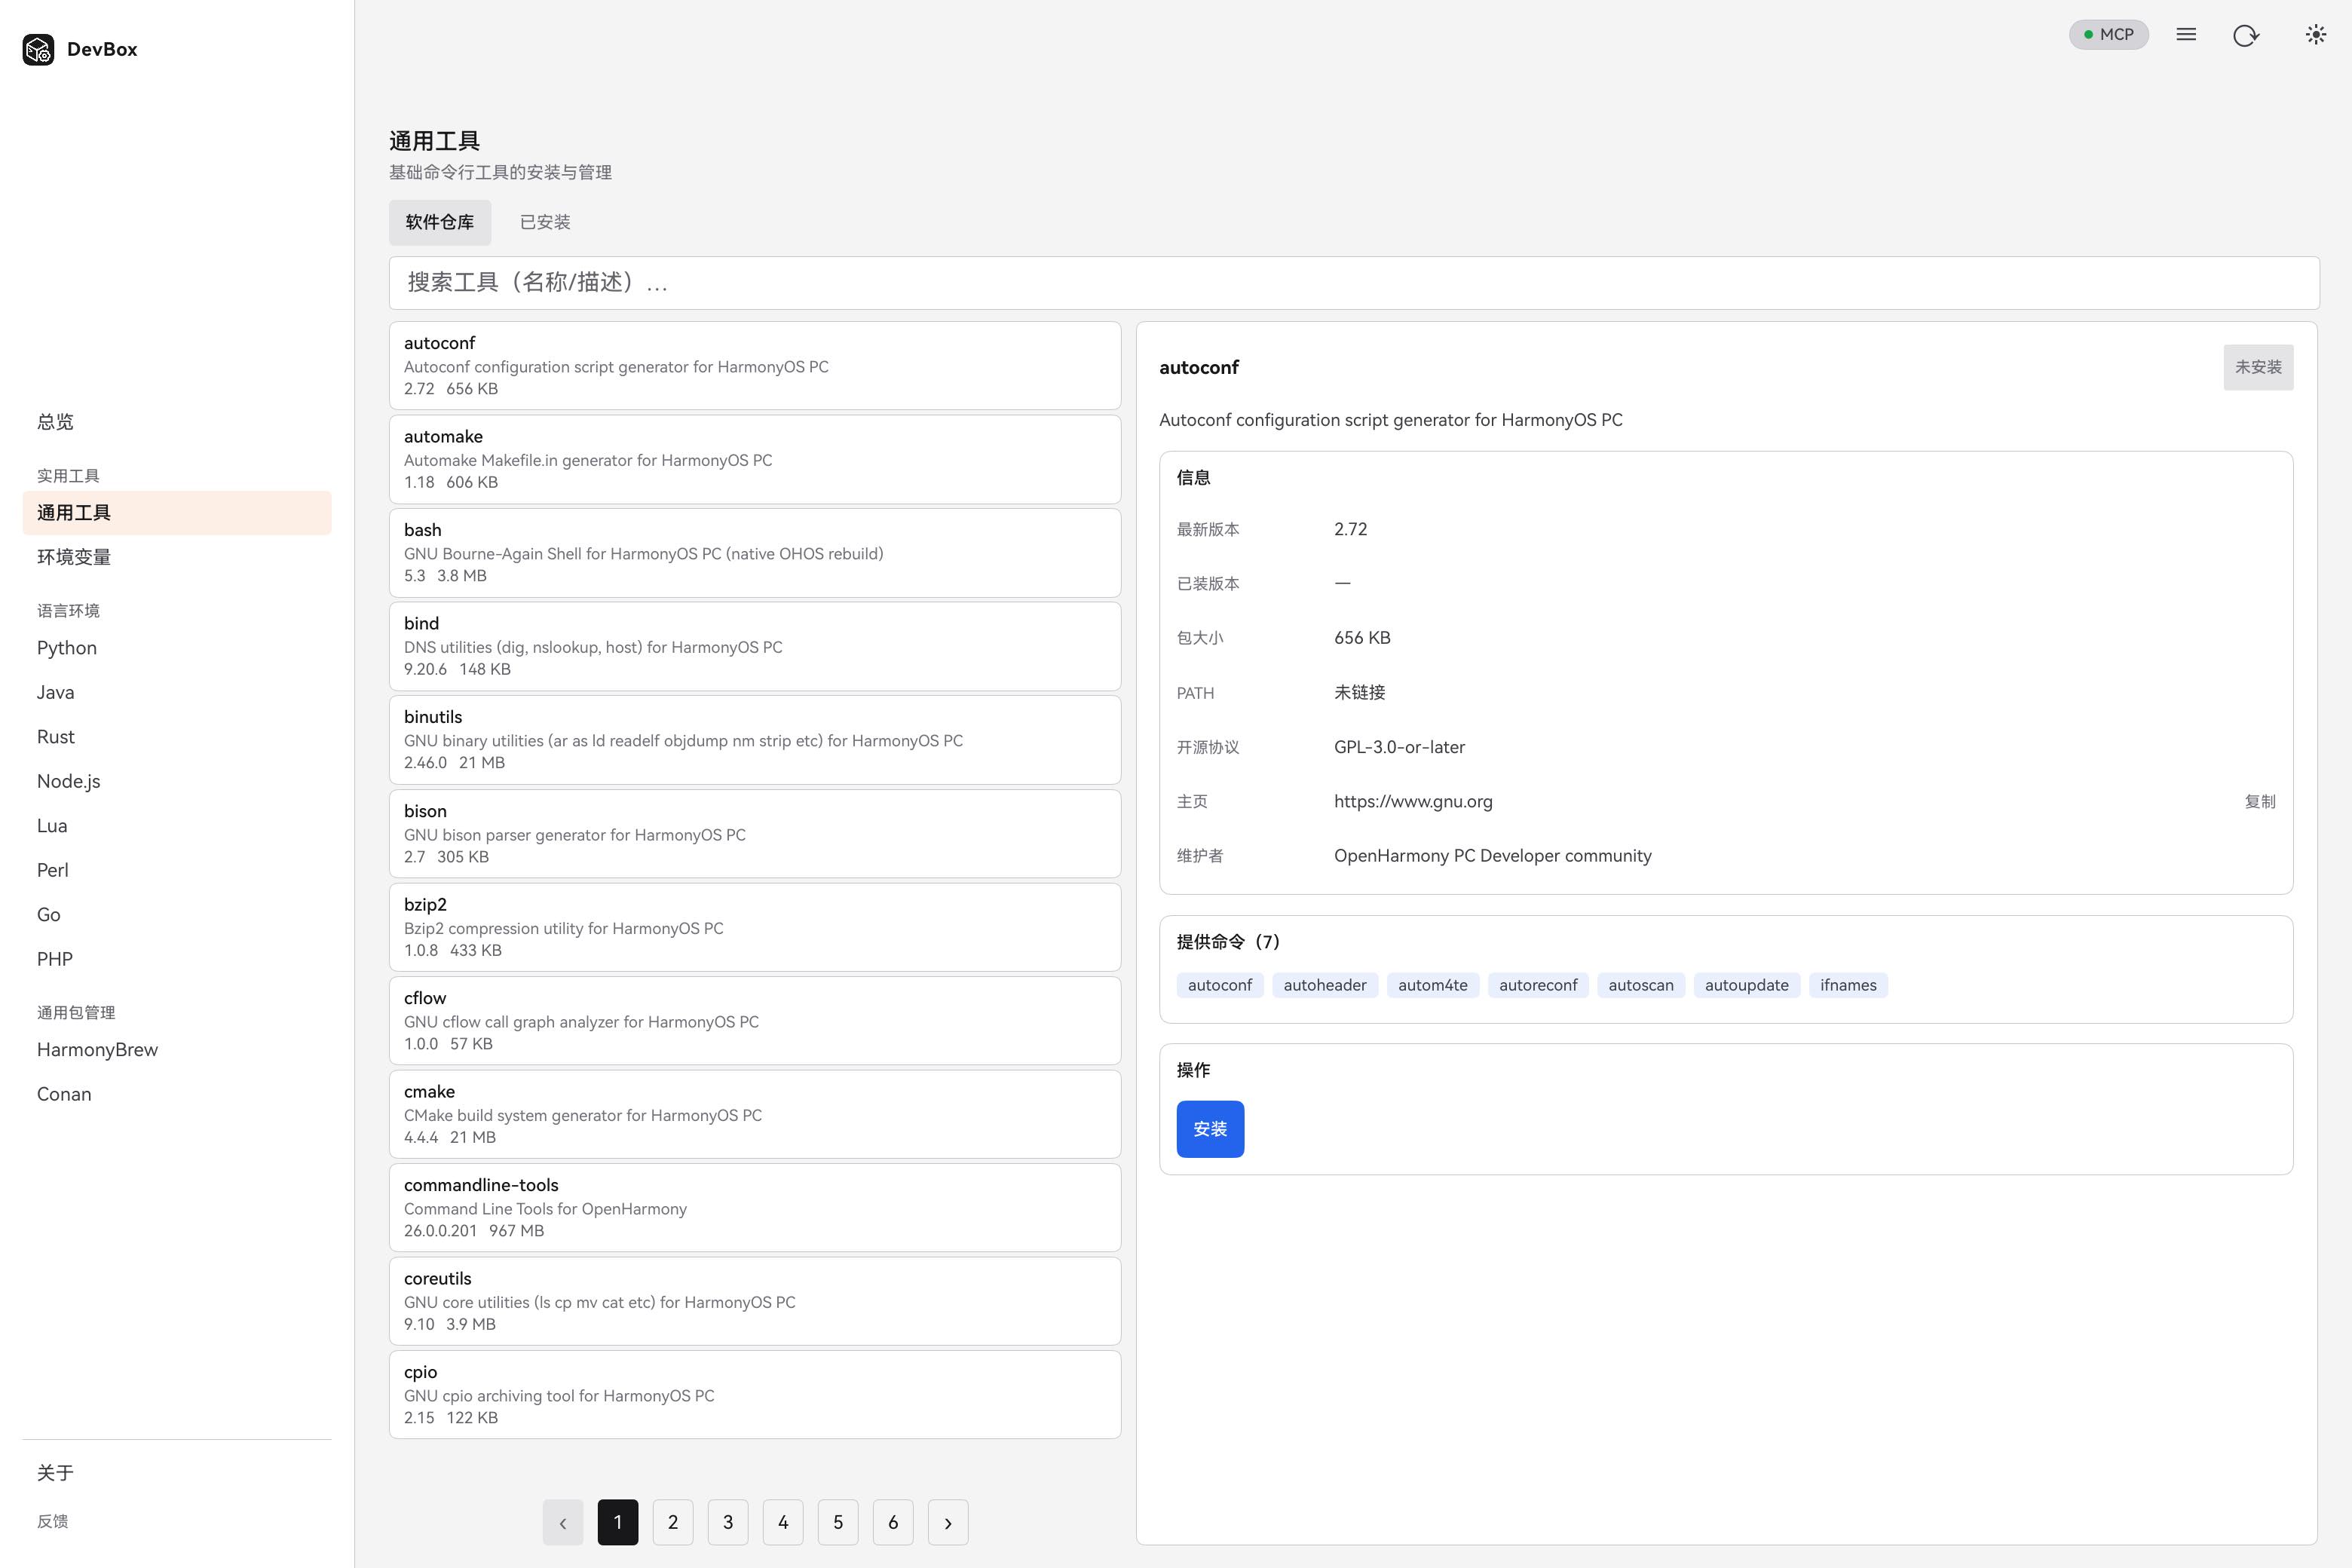 DevBox
总览
实用工具
通用工具
环境变量
语言环境
Python
Java
Rust
Node.js
Lua
Perl
Go
PHP
通用包管理
HarmonyBrew
Conan
关于
反馈
MCP
通用工具
基础命令行工具的安装与管理
软件仓库 已安装
搜索工具（名称/描述）...
autoconf
Autoconf configuration script generator for HarmonyOS PC
2.72 656 KB
automake
Automake Makefile.in generator for HarmonyOS PC
1.18 606 KB
bash
GNU Bourne-Again Shell for HarmonyOS PC (native OHOS rebuild)
5.3 3.8 MB
bind
DNS utilities (dig, nslookup, host) for HarmonyOS PC
9.20.6 148 KB
binutils
GNU binary utilities (ar as ld readelf objdump nm strip etc) for HarmonyOS PC
2.46.0 21 MB
bison
GNU bison parser generator for HarmonyOS PC
2.7 305 KB
bzip2
Bzip2 compression utility for HarmonyOS PC
1.0.8 433 KB
cflow
GNU cflow call graph analyzer for HarmonyOS PC
1.0.0 57 KB
cmake
CMake build system generator for HarmonyOS PC
4.4.4 21 MB
commandline-tools
Command Line Tools for OpenHarmony
26.0.0.201 967 MB
coreutils
GNU core utilities (ls cp mv cat etc) for HarmonyOS PC
9.10 3.9 MB
cpio
GNU cpio archiving tool for HarmonyOS PC
2.15 122 KB
‹ 1 2 3 4 5 6 ›
autoconf 未安装
Autoconf configuration script generator for HarmonyOS PC
信息
最新版本 2.72
已装版本 —
包大小 656 KB
PATH 未链接
开源协议 GPL-3.0-or-later
主页 https://www.gnu.org 复制
维护者 OpenHarmony PC Developer community
提供命令（7）
autoconf autoheader autom4te autoreconf autoscan autoupdate ifnames
操作
安装